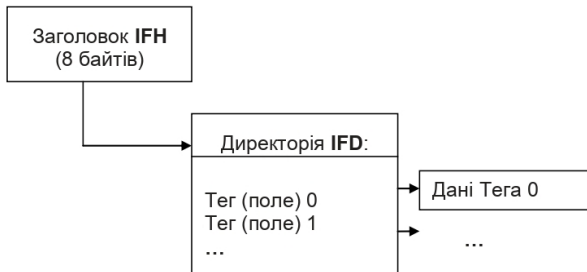 Заголовок IFH
(8 байтів)
Директорія IFD:
Тег (поле) 0
Тег (поле) 1
...
Дані Тега 0
...